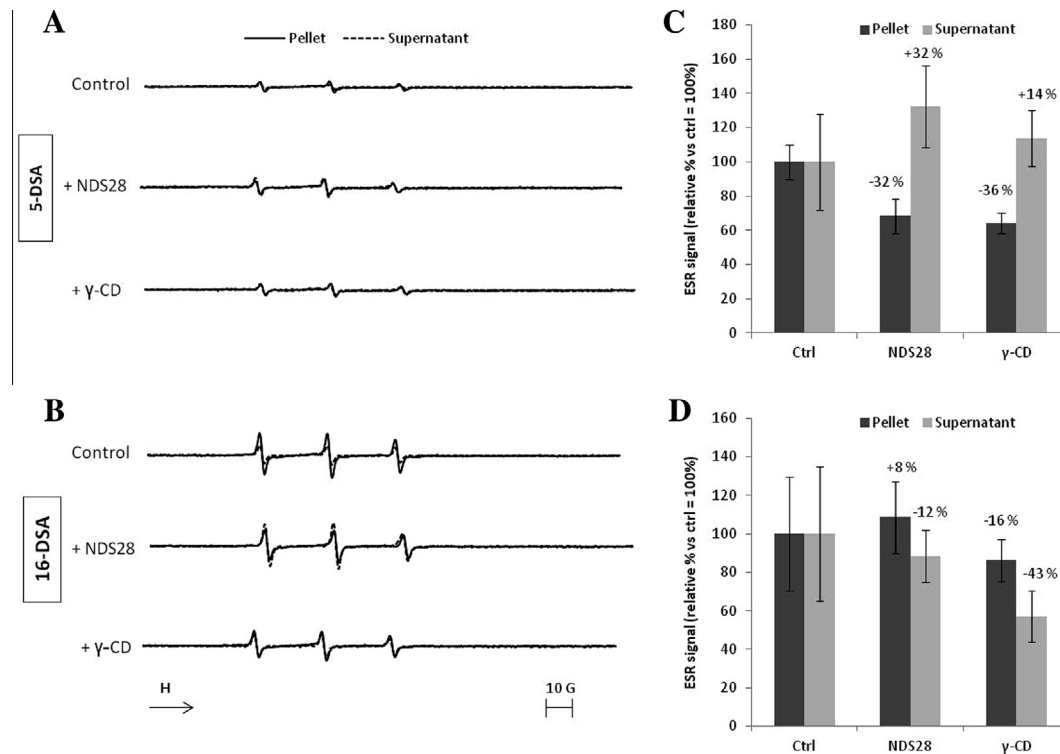 A
Pellet Supernatant
Control
5-DSA
+ NDS28
+ γ-CD
B
Control
16-DSA
+ NDS28
+ γ-CD
H
10 G
C
ESR signal (relative % vs ctrl = 100%)
180
160
140
120
100
80
60
40
20
0
Pellet Supernatant
+32 %
-32 %
+14 %
-36 %
Ctrl NDS28 γ-CD
D
ESR signal (relative % vs ctrl = 100%)
160
140
120
100
80
60
40
20
0
Pellet Supernatant
+8 %
-12 %
-16 %
-43 %
Ctrl NDS28 γ-CD